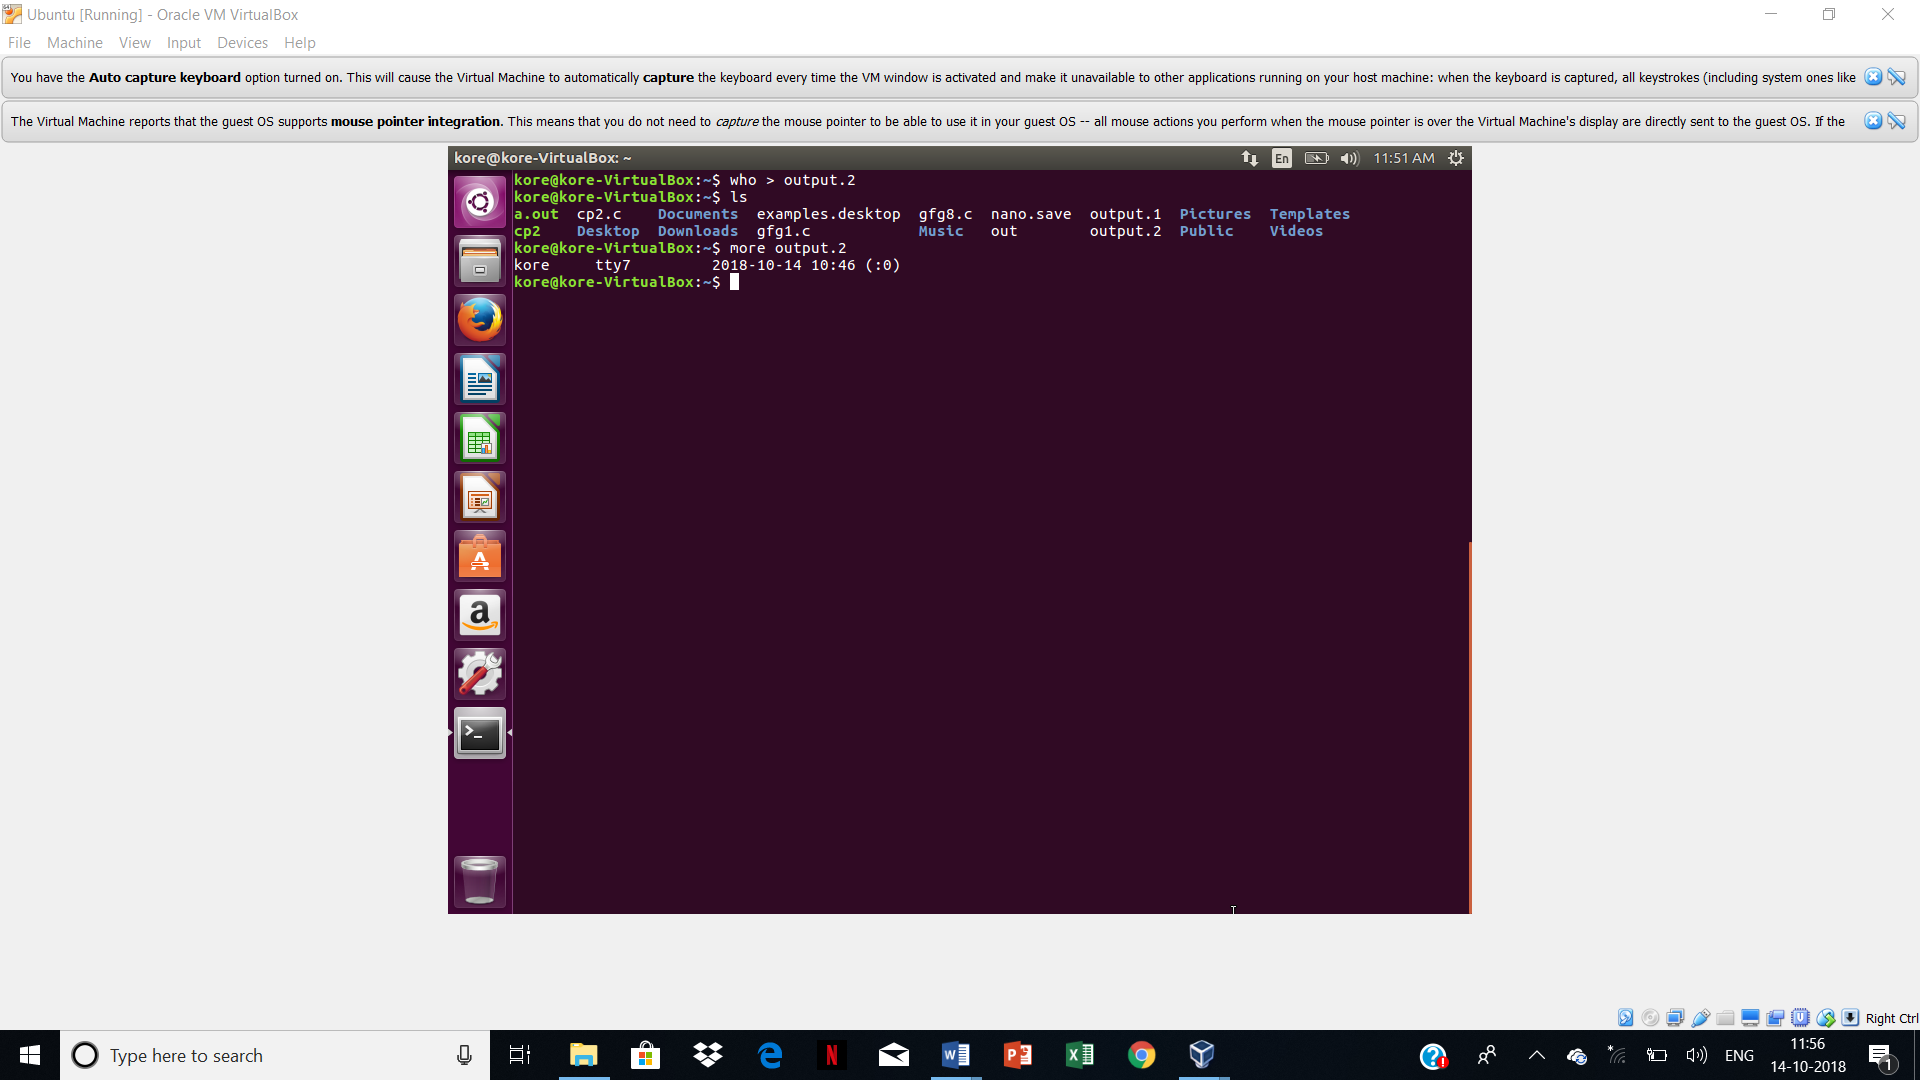 Ubuntu [Running] - Oracle VM VirtualBox
File Machine View Input Devices Help
You have the Auto capture keyboard option turned on. This will cause the Virtual Machine to automatically capture the keyboard every time the VM window is activated and make it unavailable to other applications running on your host machine: when the keyboard is captured, all keystrokes (including system ones like
The Virtual Machine reports that the guest OS supports mouse pointer integration. This means that you do not need to capture the mouse pointer to be able to use it in your guest OS -- all mouse actions you perform when the mouse pointer is over the Virtual Machine's display are directly sent to the guest OS. If the
kore@kore-VirtualBox: ~ En 11:51 AM
kore@kore-VirtualBox:~$ who > output.2
kore@kore-VirtualBox:~$ ls
a.out cp2.c Documents examples.desktop gfg8.c nano.save output.1 Pictures Templates
cp2 Desktop Downloads gfg1.c Music out output.2 Public Videos
kore@kore-VirtualBox:~$ more output.2
kore tty7 2018-10-14 10:46 (:0)
kore@kore-VirtualBox:~$
Right Ctrl
Type here to search
ENG
11:56
14-10-2018
1